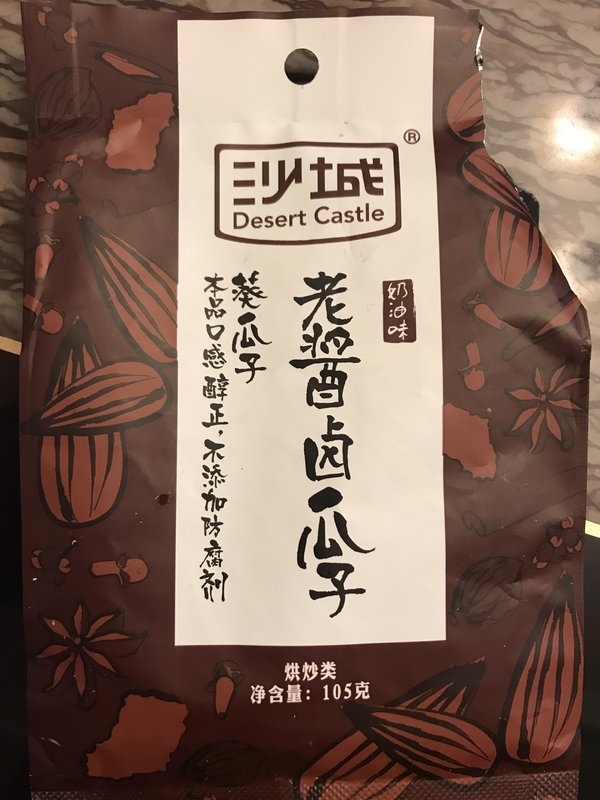 沙城®
Desert Castle
奶油味
老醬卤瓜子
葵瓜子
本品口感醇正，不添加防腐剂
烘炒类
净含量：105克